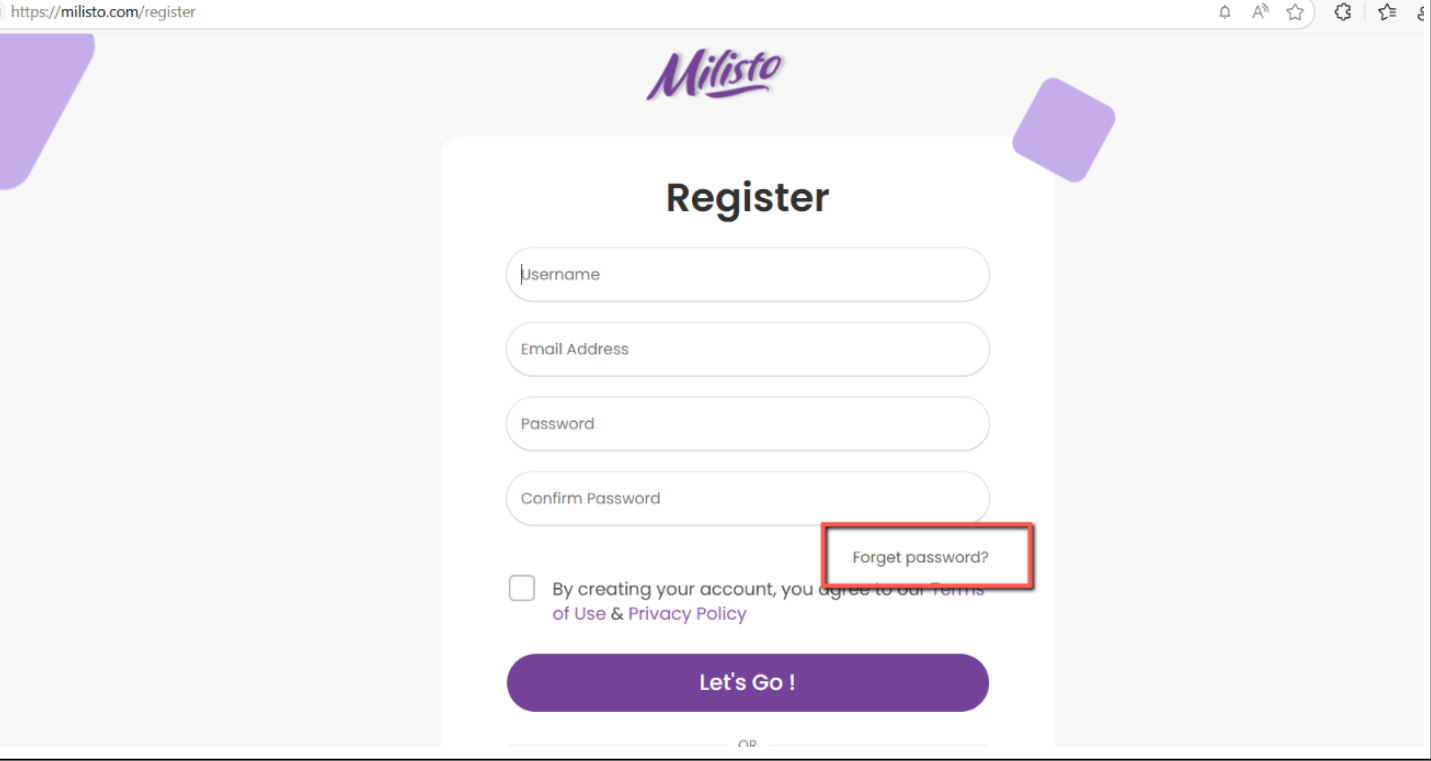 https://milisto.com/register
Milisto
Register
Username
Email Address
Password
Confirm Password
Forget password?
By creating your account, you agree to our Terms
of Use & Privacy Policy
Let's Go !
OR